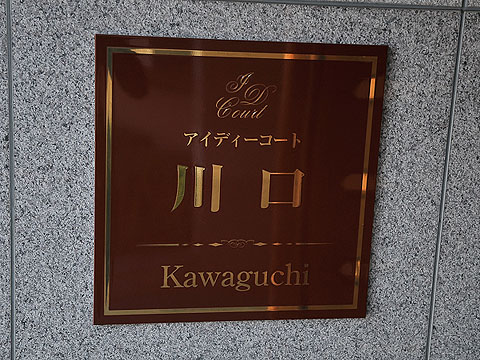 ID
Court
アイディーコート
川口
Kawaguchi